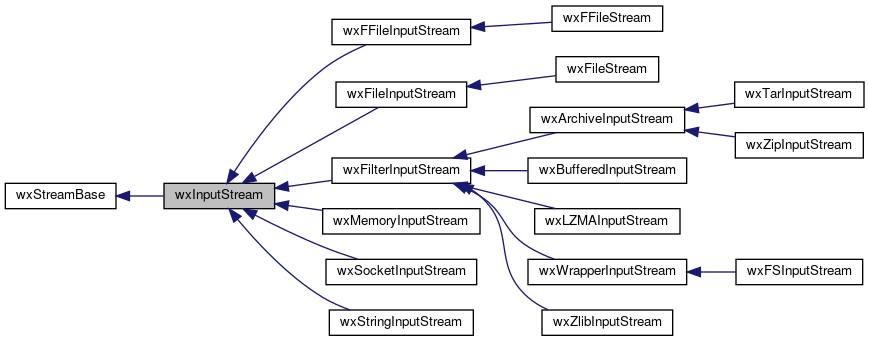 wxStreamBase
wxInputStream
wxFFileInputStream
wxFFileStream
wxFileInputStream
wxFileStream
wxFilterInputStream
wxArchiveInputStream
wxTarInputStream
wxZipInputStream
wxBufferedInputStream
wxLZMAInputStream
wxWrapperInputStream
wxFSInputStream
wxZlibInputStream
wxMemoryInputStream
wxSocketInputStream
wxStringInputStream